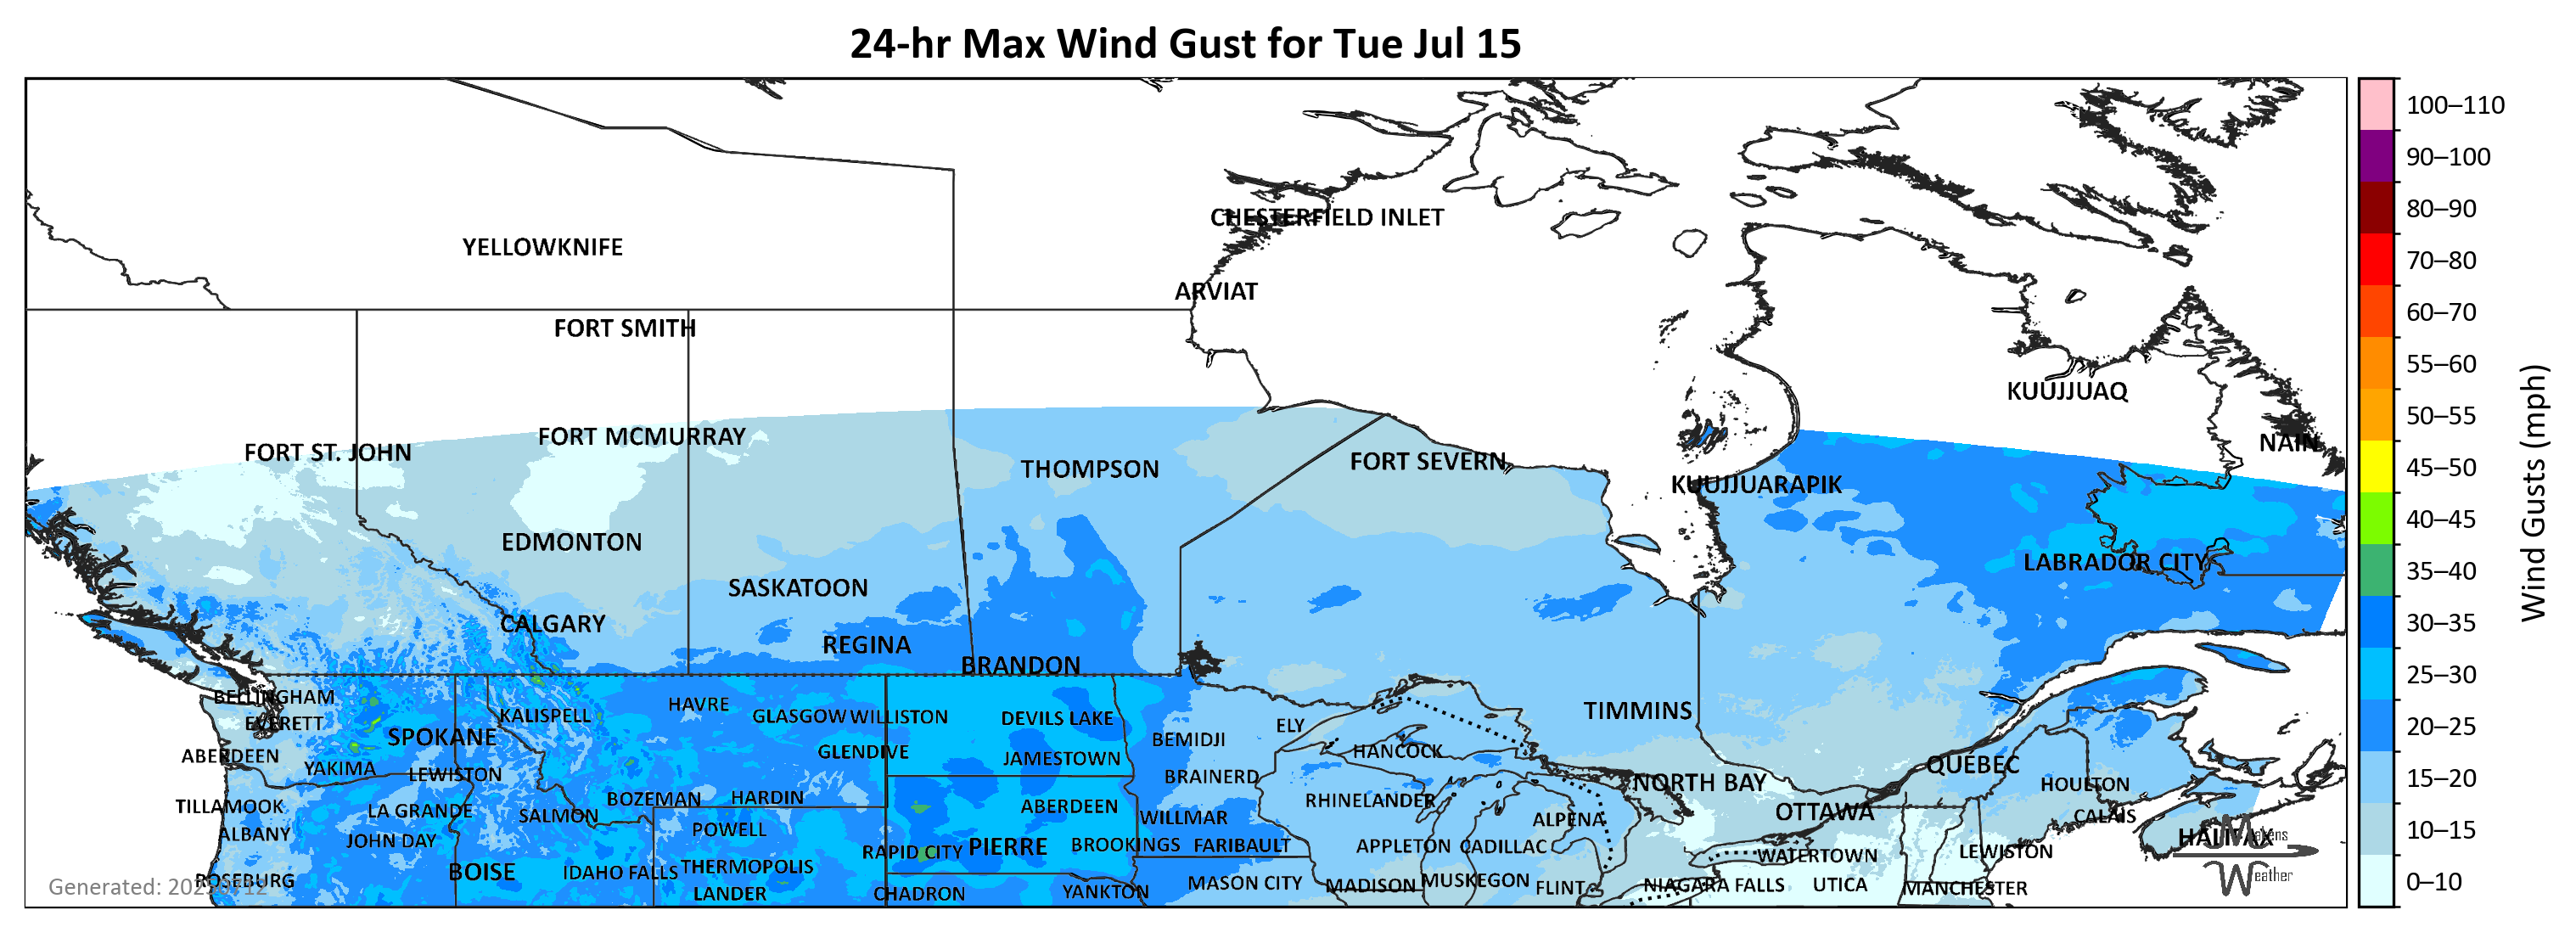 24-hr Max Wind Gust for Tue Jul 15
100–110
90–100
CHESTERFIELD INLET
80–90
YELLOWKNIFE
70–80
ARVIAT
60–70
FORT SMITH
55–60
KUUJJUAQ
50–55
FORT MCMURRAY
NAIN
FORT ST. JOHN
FORT SEVERN
THOMPSON
45–50
KUUJJUARAPIK
40–45
EDMONTON
LABRADOR CITY
35–40
Wind Gusts (mph)
SASKATOON
CALGARY
30–35
REGINA
BRANDON
25–30
BELLINGHAM
HAVRE
TIMMINS
KALISPELL
GLASGOW WILLISTON
DEVILS LAKE
EVERETT
ELY
20–25
SPOKANE
BEMIDJI
GLENDIVE
HANCOCK
ABERDEEN
JAMESTOWN
QUÉBEC
YAKIMA
LEWISTON
BRAINERD
15–20
NORTH BAY
HOULTON
BOZEMAN
HARDIN
RHINELANDER
TILLAMOOK
ABERDEEN
LA GRANDE
SALMON
WILLMAR
OTTAWA
CALAIS
ALPENA
10–15
ALBANY
POWELL
JOHN DAY
HALIFAX
Makens
Weather
PIERRE
BROOKINGS
FARIBAULT
APPLETON
CADILLAC
RAPID CITY
LEWISTON
WATERTOWN
BOISE
IDAHO FALLS
THERMOPOLIS
ROSEBURG
MUSKEGON
0–10
MASON CITY
MADISON
FLINT
NIAGARA FALLS
UTICA
MANCHESTER
Generated:
LANDER
CHADRON
YANKTON